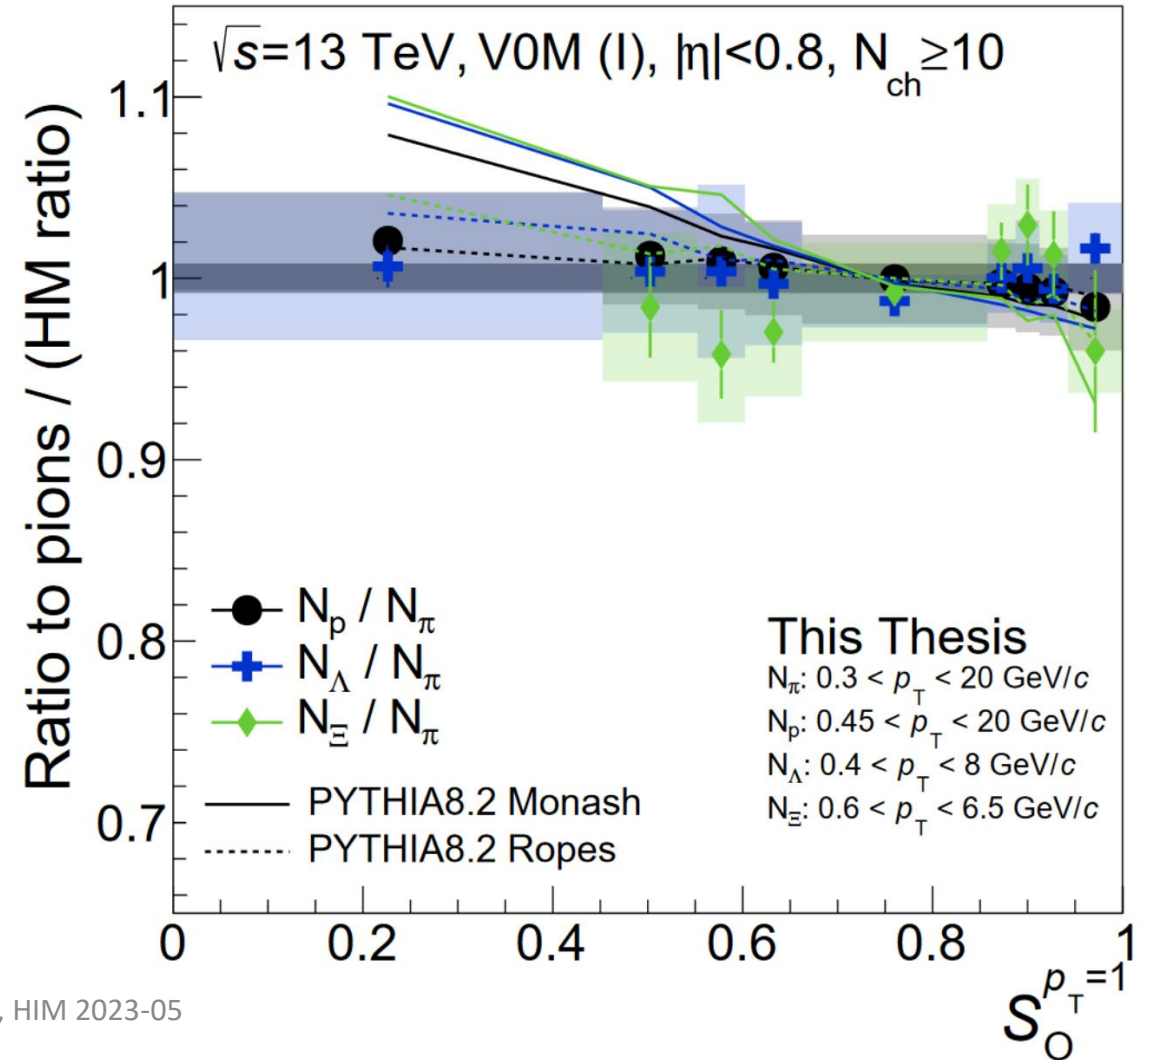 √s=13 TeV, V0M (I), |η|<0.8, N_ch≥10
Ratio to pions / (HM ratio)
1.1
1
0.9
0.8
0.7
N_p / N_π
N_Λ / N_π
N_Ξ / N_π
PYTHIA8.2 Monash
PYTHIA8.2 Ropes
This Thesis
N_π: 0.3 < p_T < 20 GeV/c
N_p: 0.45 < p_T < 20 GeV/c
N_Λ: 0.4 < p_T < 8 GeV/c
N_Ξ: 0.6 < p_T < 6.5 GeV/c
0 0.2 0.4 0.6 0.8 1
S_O^{p_T=1}
, HIM 2023-05